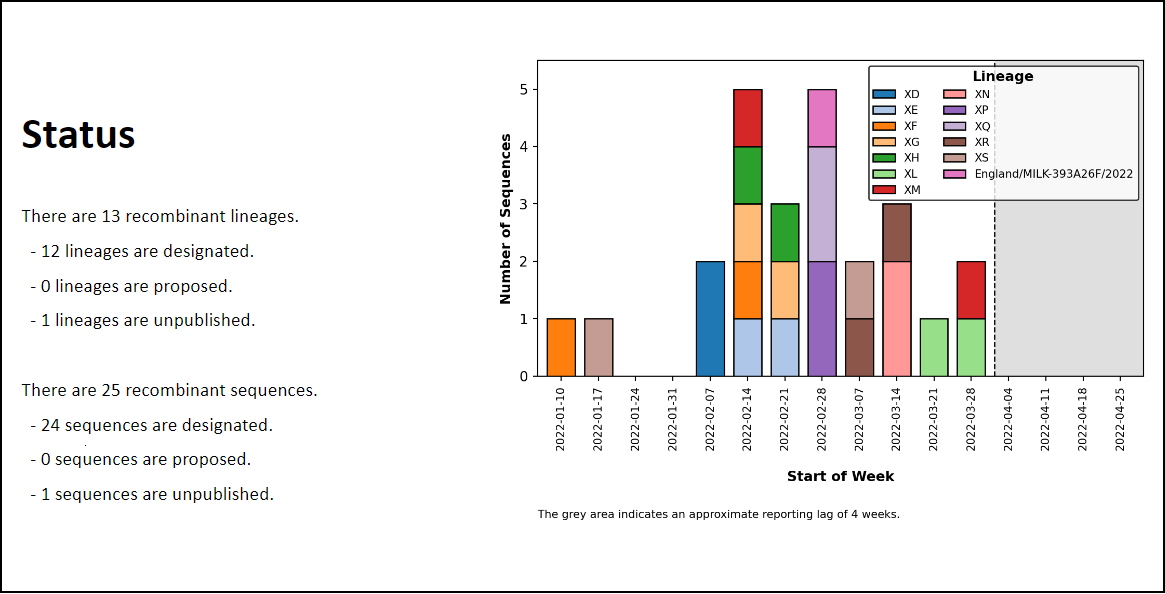 Status
There are 13 recombinant lineages.
- 12 lineages are designated.
- 0 lineages are proposed.
- 1 lineages are unpublished.
There are 25 recombinant sequences.
- 24 sequences are designated.
- 0 sequences are proposed.
- 1 sequences are unpublished.
Number of Sequences
5
4
3
2
1
0
Lineage
XD
XE
XF
XG
XH
XL
XM
XN
XP
XQ
XR
XS
England/MILK-393A26F/2022
2022-01-10
2022-01-17
2022-01-24
2022-01-31
2022-02-07
2022-02-14
2022-02-21
2022-02-28
2022-03-07
2022-03-14
2022-03-21
2022-03-28
2022-04-04
2022-04-11
2022-04-18
2022-04-25
Start of Week
The grey area indicates an approximate reporting lag of 4 weeks.